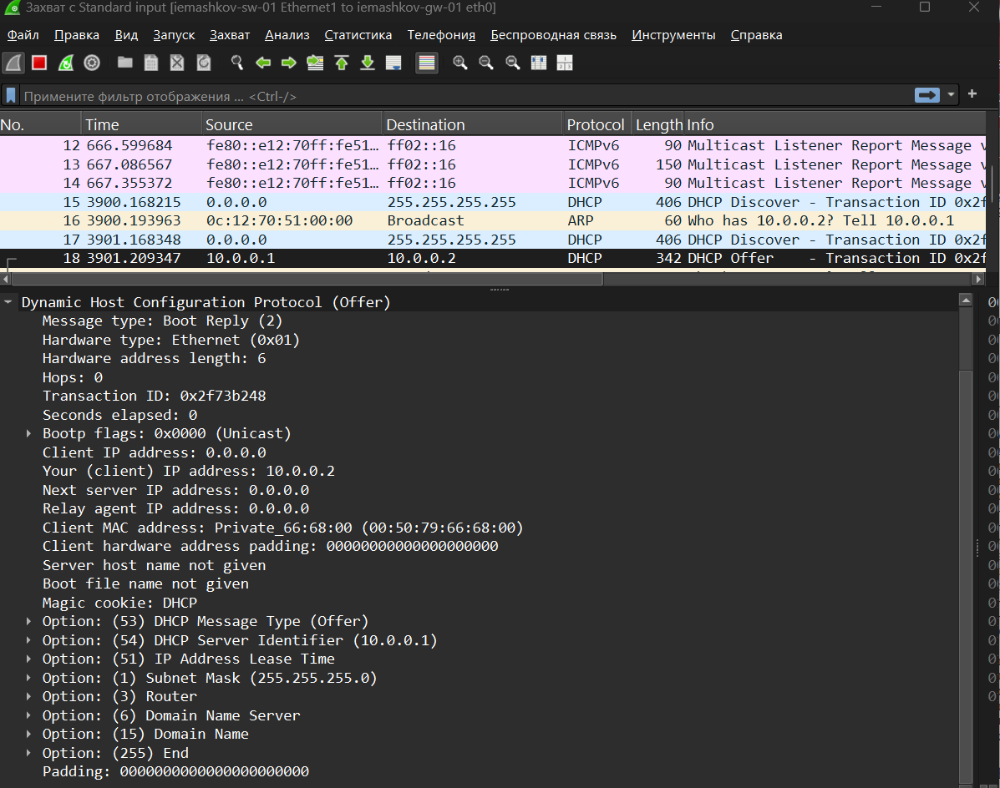 Захват с Standard input [iemashkov-sw-01 Ethernet1 to iemashkov-gw-01 eth0]
Файл Правка Вид Запуск Захват Анализ Статистика Телефония Беспроводная связь Инструменты Справка
Примените фильтр отображения ... <Ctrl-/>
No. Time Source Destination Protocol Length Info
12 666.599684 fe80::e12:70ff:fe51… ff02::16 ICMPv6 90 Multicast Listener Report Message v
13 667.086567 fe80::e12:70ff:fe51… ff02::16 ICMPv6 150 Multicast Listener Report Message v
14 667.355372 fe80::e12:70ff:fe51… ff02::16 ICMPv6 90 Multicast Listener Report Message v
15 3900.168215 0.0.0.0 255.255.255.255 DHCP 406 DHCP Discover - Transaction ID 0x2f
16 3900.193963 0c:12:70:51:00:00 Broadcast ARP 60 Who has 10.0.0.2? Tell 10.0.0.1
17 3901.168348 0.0.0.0 255.255.255.255 DHCP 406 DHCP Discover - Transaction ID 0x2f
18 3901.209347 10.0.0.1 10.0.0.2 DHCP 342 DHCP Offer - Transaction ID 0x2f
Dynamic Host Configuration Protocol (Offer)
Message type: Boot Reply (2)
Hardware type: Ethernet (0x01)
Hardware address length: 6
Hops: 0
Transaction ID: 0x2f73b248
Seconds elapsed: 0
Bootp flags: 0x0000 (Unicast)
Client IP address: 0.0.0.0
Your (client) IP address: 10.0.0.2
Next server IP address: 0.0.0.0
Relay agent IP address: 0.0.0.0
Client MAC address: Private_66:68:00 (00:50:79:66:68:00)
Client hardware address padding: 00000000000000000000
Server host name not given
Boot file name not given
Magic cookie: DHCP
Option: (53) DHCP Message Type (Offer)
Option: (54) DHCP Server Identifier (10.0.0.1)
Option: (51) IP Address Lease Time
Option: (1) Subnet Mask (255.255.255.0)
Option: (3) Router
Option: (6) Domain Name Server
Option: (15) Domain Name
Option: (255) End
Padding: 0000000000000000000000